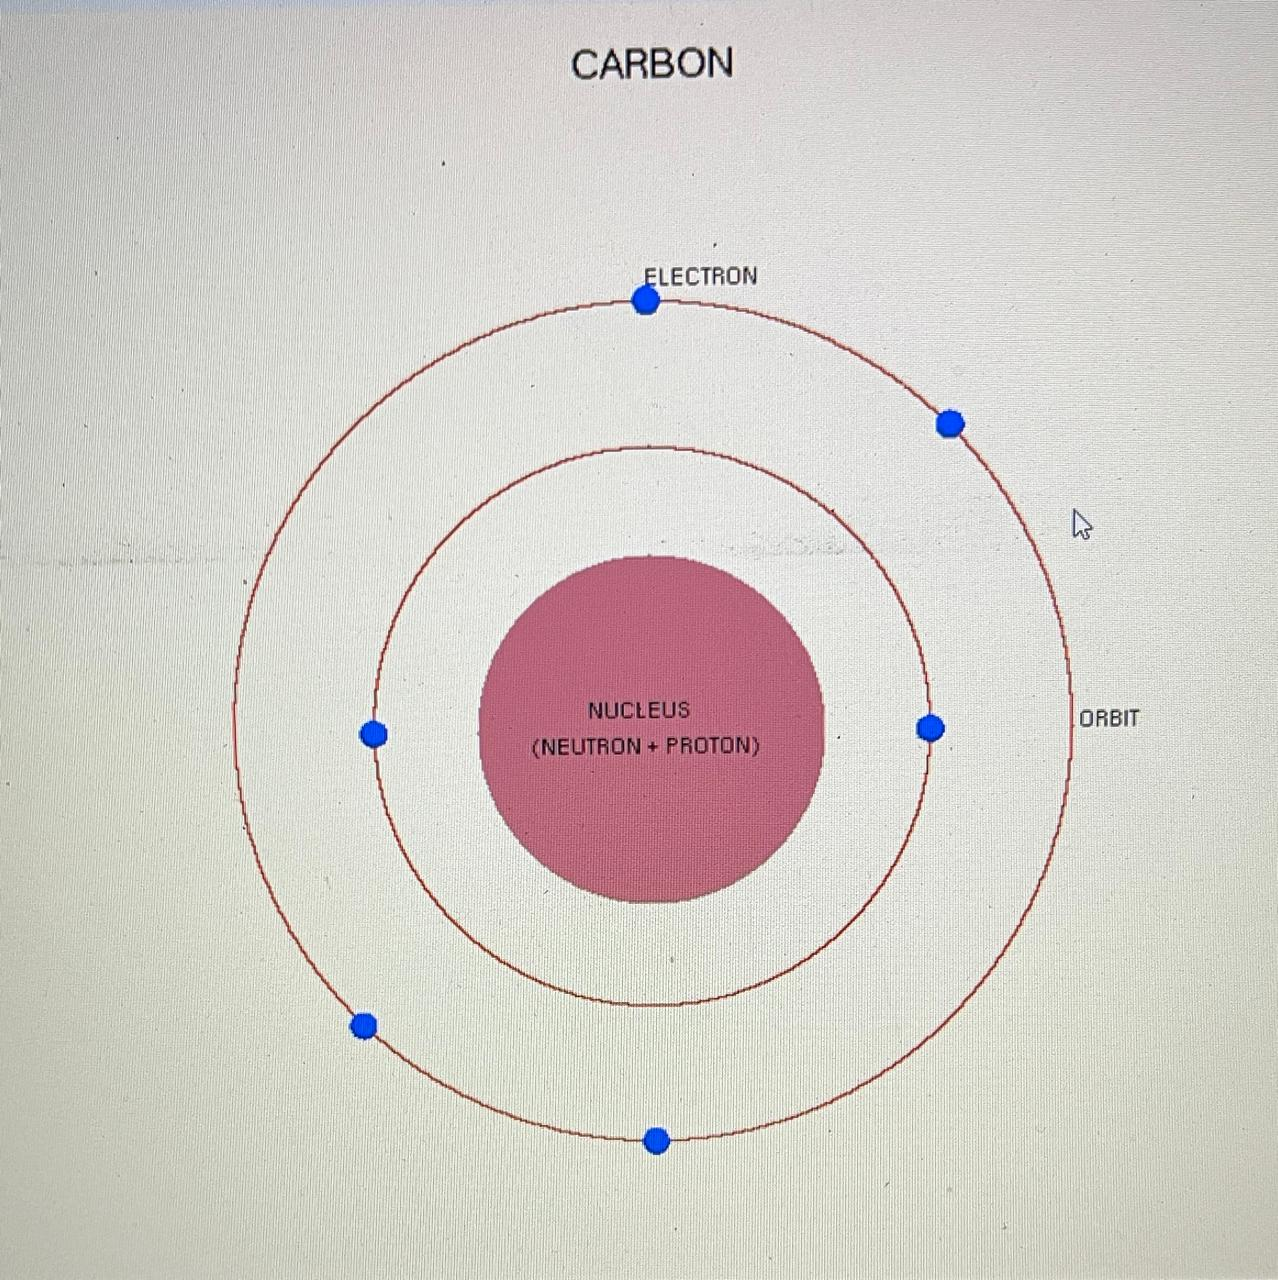 CARBON
ELECTRON
NUCLEUS
(NEUTRON + PROTON)
ORBIT